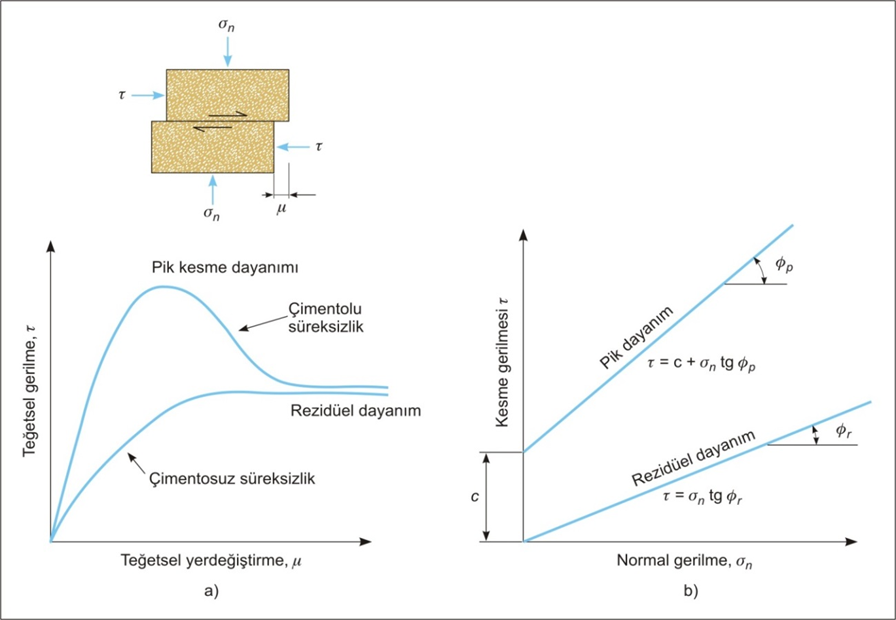 σn
τ
τ
σn
μ
Teğetsel gerilme, τ
Pik kesme dayanımı
Çimentolu
süreksizlik
Rezidüel dayanım
Çimentosuz süreksizlik
Teğetsel yerdeğiştirme, μ
a)
Kesme gerilmesi τ
ϕp
Pik dayanım
τ = c + σn tg ϕp
ϕr
Rezidüel dayanım
τ = σn tg ϕr
c
Normal gerilme, σn
b)